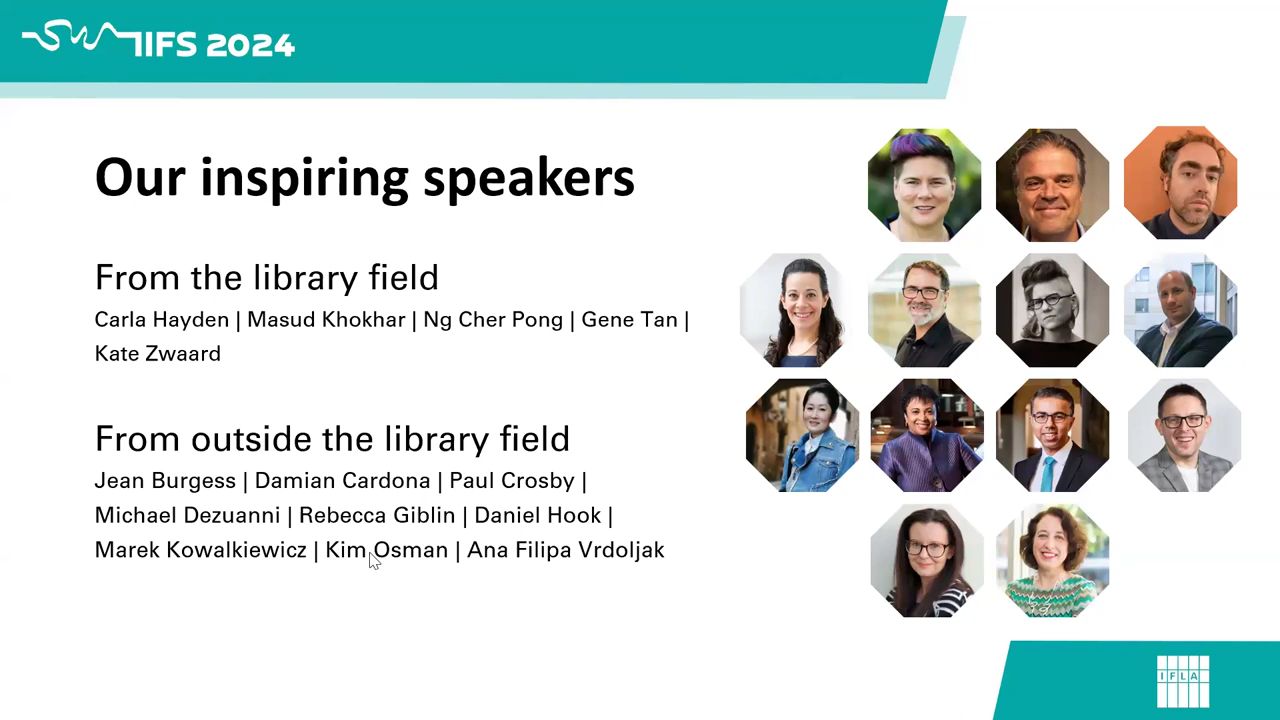 IIFS 2024
Our inspiring speakers
From the library field
Carla Hayden | Masud Khokhar | Ng Cher Pong | Gene Tan |
Kate Zwaard
From outside the library field
Jean Burgess | Damian Cardona | Paul Crosby |
Michael Dezuanni | Rebecca Giblin | Daniel Hook |
Marek Kowalkiewicz | Kim Osman | Ana Filipa Vrdoljak
IFLA